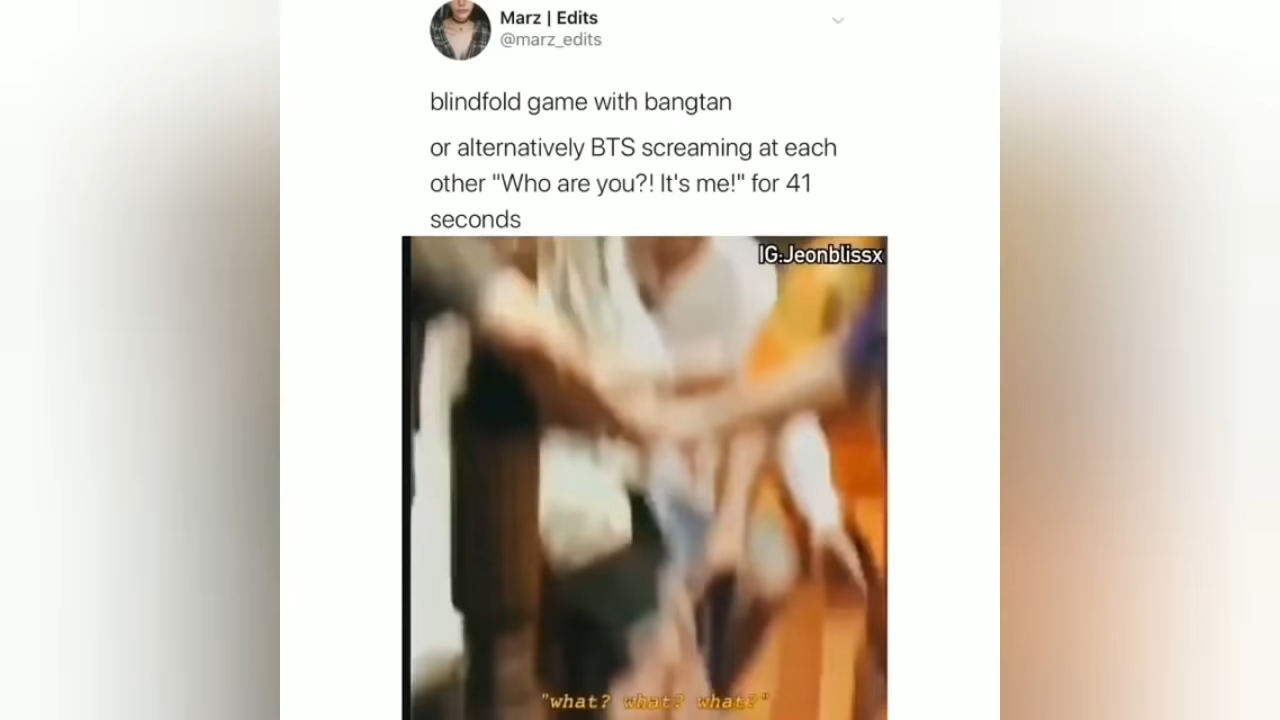 Marz | Edits
@marz_edits
blindfold game with bangtan
or alternatively BTS screaming at each
other "Who are you?! It's me!" for 41
seconds
IG:Jeonblissx
"what? what? what?"